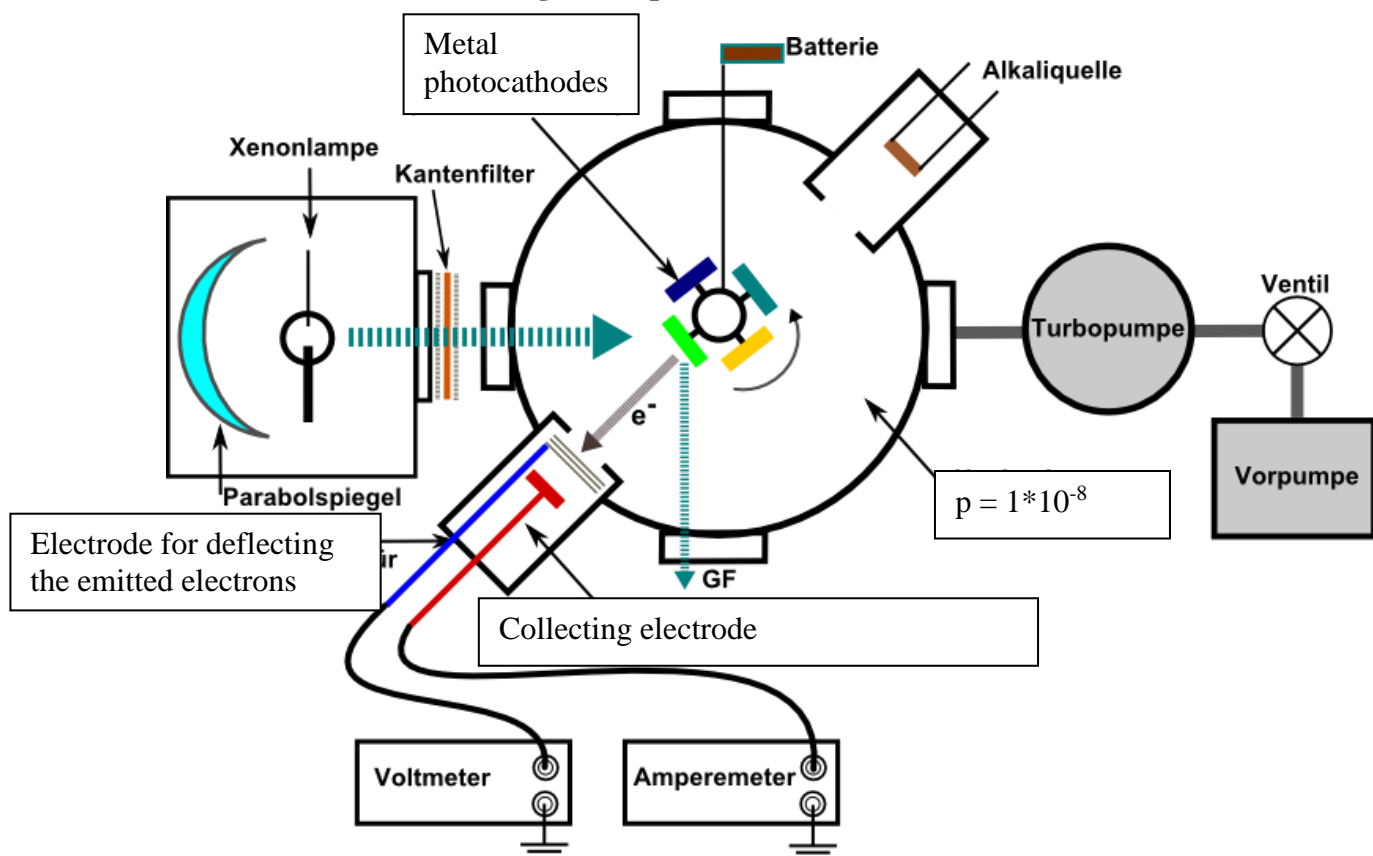 Metal
photocathodes
Batterie
Alkaliquelle
Xenonlampe
Kantenfilter
Ventil
Turbopumpe
e-
Vorpumpe
Parabolspiegel
p = 1*10-8
Electrode for deflecting
the emitted electrons
ür
GF
Collecting electrode
Voltmeter
Amperemeter